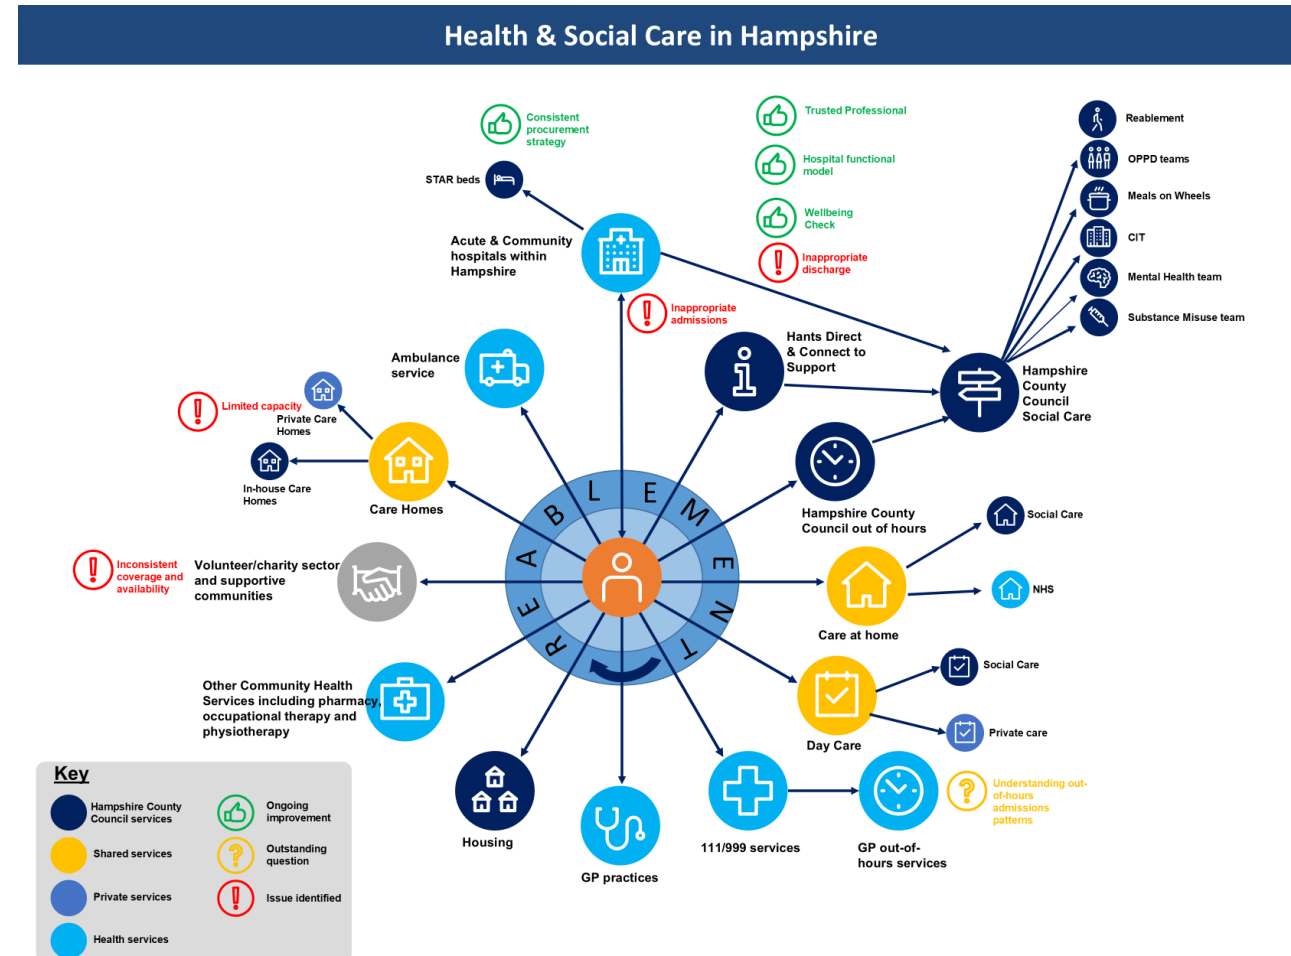 Health & Social Care in Hampshire
Consistent
procurement
strategy
Trusted Professional
Hospital functional
model
Wellbeing
Check
Inappropriate
discharge
STAR beds
Acute & Community
hospitals within
Hampshire
Inappropriate
admissions
Reablement
OPPD teams
Meals on Wheels
CIT
Mental Health team
Substance Misuse team
Ambulance
service
Hants Direct
& Connect to
Support
Hampshire
County
Council
Social Care
Limited capacity
Private Care
Homes
In-house Care
Homes
Care Homes
Hampshire County
Council out of hours
REABLEMENT
Inconsistent
coverage and
availability
Volunteer/charity sector
and supportive
communities
Social Care
NHS
Care at home
Other Community Health
Services including pharmacy,
occupational therapy and
physiotherapy
Social Care
Private care
Day Care
Housing
GP practices
111/999 services
GP out-of-
hours services
Understanding out-
of-hours
admissions
patterns
Key
Hampshire County
Council services
Shared services
Private services
Health services
Ongoing
improvement
Outstanding
question
Issue identified